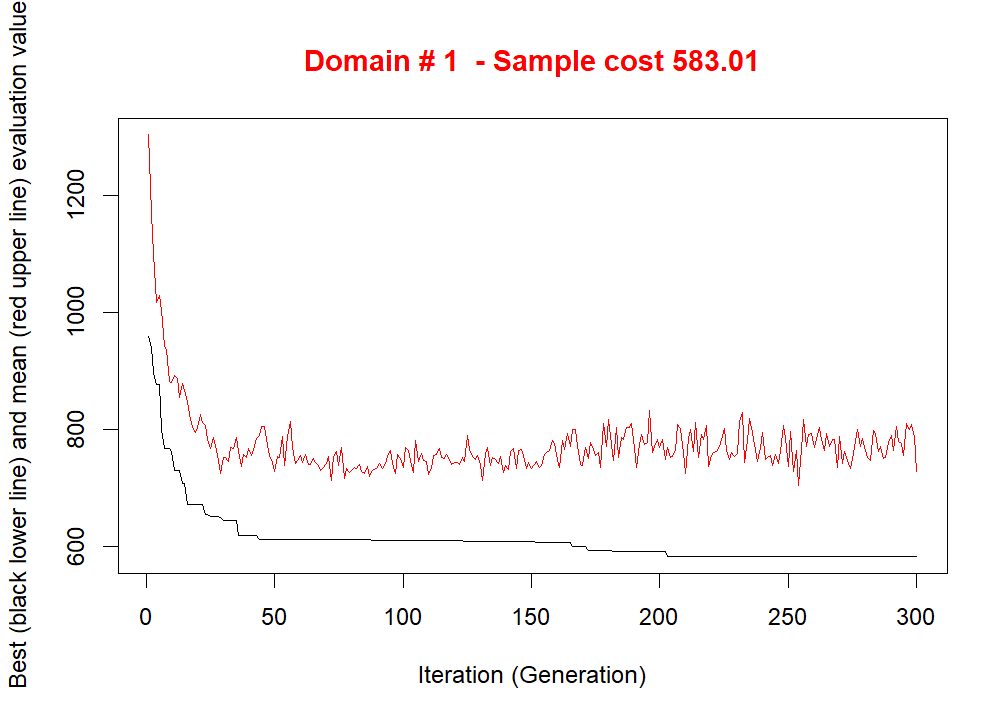 Domain # 1  - Sample cost 583.01
Best (black lower line) and mean (red upper line) evaluation value
1200
1000
800
600
0 50 100 150 200 250 300
Iteration (Generation)